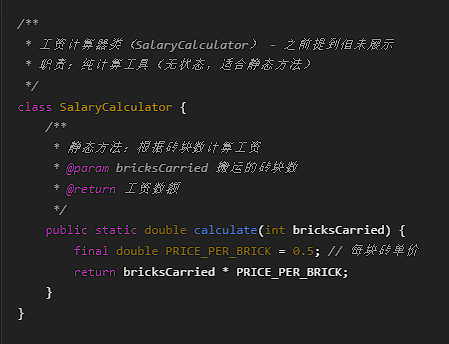 /**
 * 工资计算器类（SalaryCalculator） - 之前提到但未展示
 * 职责：纯计算工具（无状态，适合静态方法）
 */
class SalaryCalculator {
    /**
     * 静态方法：根据砖块数计算工资
     * @param bricksCarried 搬运的砖块数
     * @return 工资数额
     */
    public static double calculate(int bricksCarried) {
        final double PRICE_PER_BRICK = 0.5; // 每块砖单价
        return bricksCarried * PRICE_PER_BRICK;
    }
}